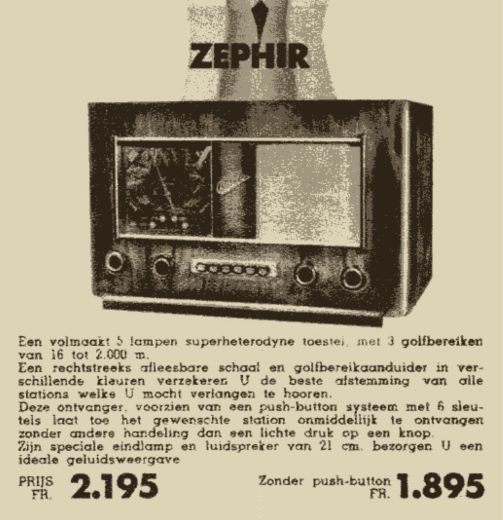 ZEPHIR
Een volmaakt 5 lampen superheterodyne toestel, met 3 golfbereiken
van 16 tot 2.000 m.
Een rechtstreeks afleesbare schaal en golfbereikaanduider in ver-
schillende kleuren verzekeren U de beste afstemming van alle
stations welke U mocht verlangen te hooren.
Deze ontvanger, voorzien van een push-button systeem met 6 sleu-
tels laat toe het gewenschte station onmiddellijk te ontvangen
zonder andere handeling dan een lichte druk op een knop.
Zijn speciale eindlamp en luidspreker van 21 cm. bezorgen U een
ideale geluidsweergave
PRIJS FR. 2.195
Zonder push-button FR. 1.895